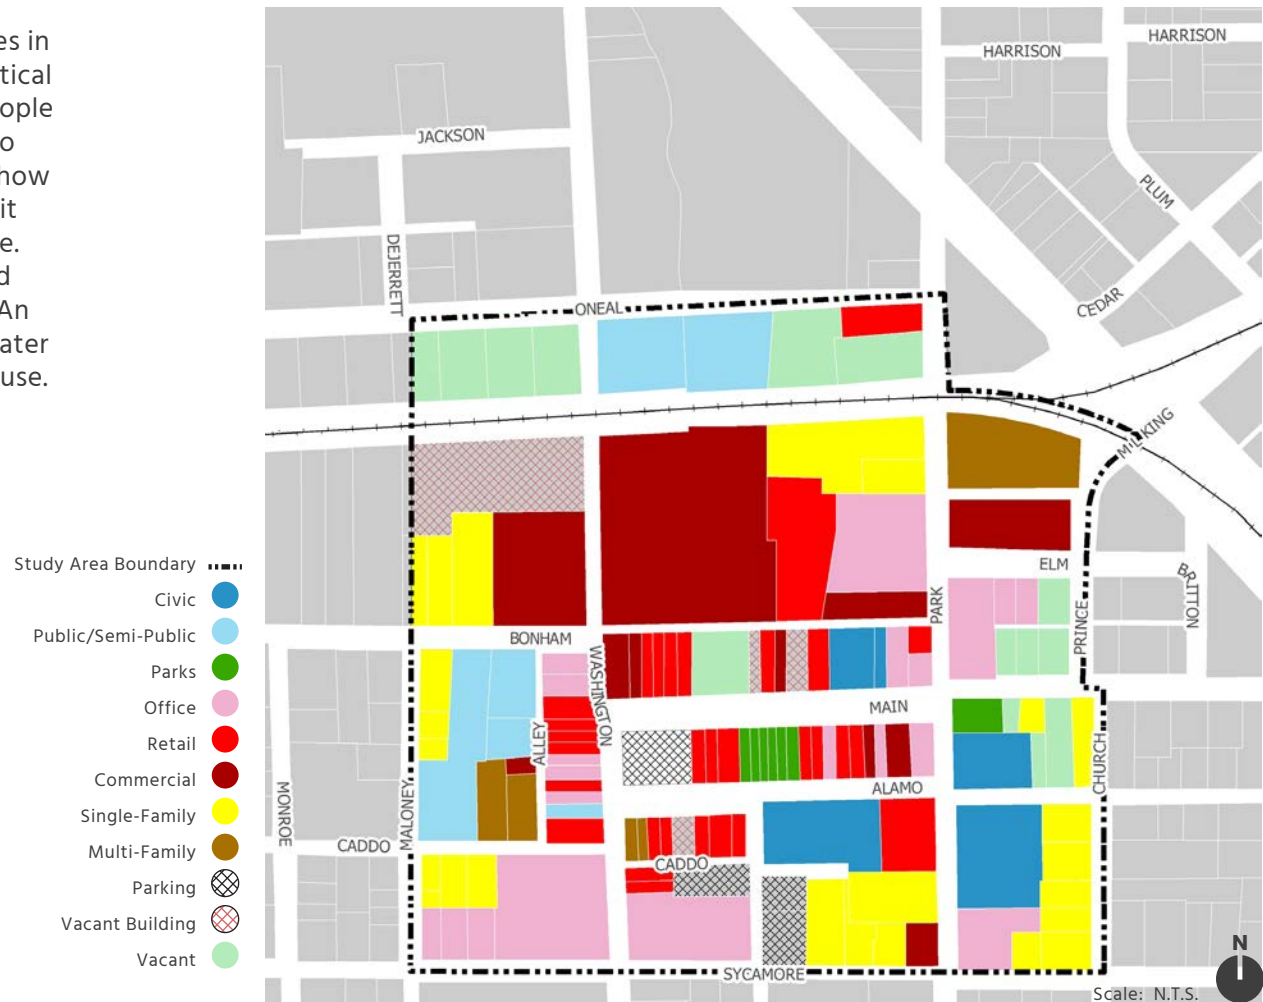 es in
tical
ople
o
how
it
e.
d
An
ater
use.
HARRISON
HARRISON
JACKSON
PLUM
DEJERRETT
CEDAR
ONEAL
M L KING
Study Area Boundary
Civic
Public/Semi-Public
Parks
Office
Retail
Commercial
Single-Family
Multi-Family
Parking
Vacant Building
Vacant
ELM
BRITTON
PARK
PRINCE
BONHAM
WASHINGTON
MAIN
ALLEY
CHURCH
MONROE
MALONEY
ALAMO
CADDO
CADDO
SYCAMORE
N
Scale: N.T.S.